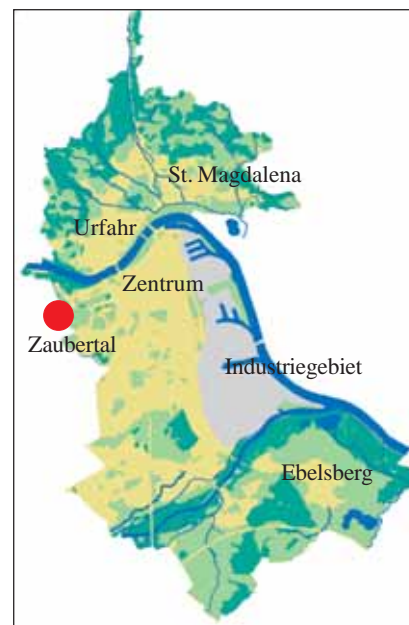 St. Magdalena
Urfahr
Zentrum
Zaubertal
Industriegebiet
Ebelsberg